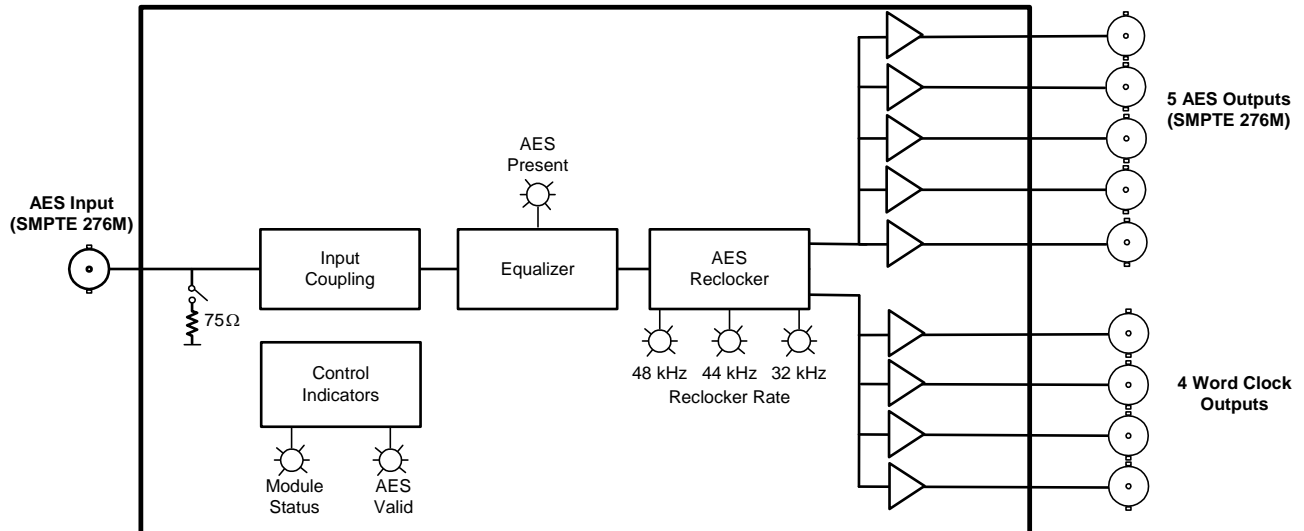 AES Input
(SMPTE 276M)
75Ω
Input
Coupling
AES
Present
Equalizer
AES
Reclocker
48 kHz
44 kHz
32 kHz
Reclocker Rate
Control
Indicators
Module
Status
AES
Valid
5 AES Outputs
(SMPTE 276M)
4 Word Clock
Outputs